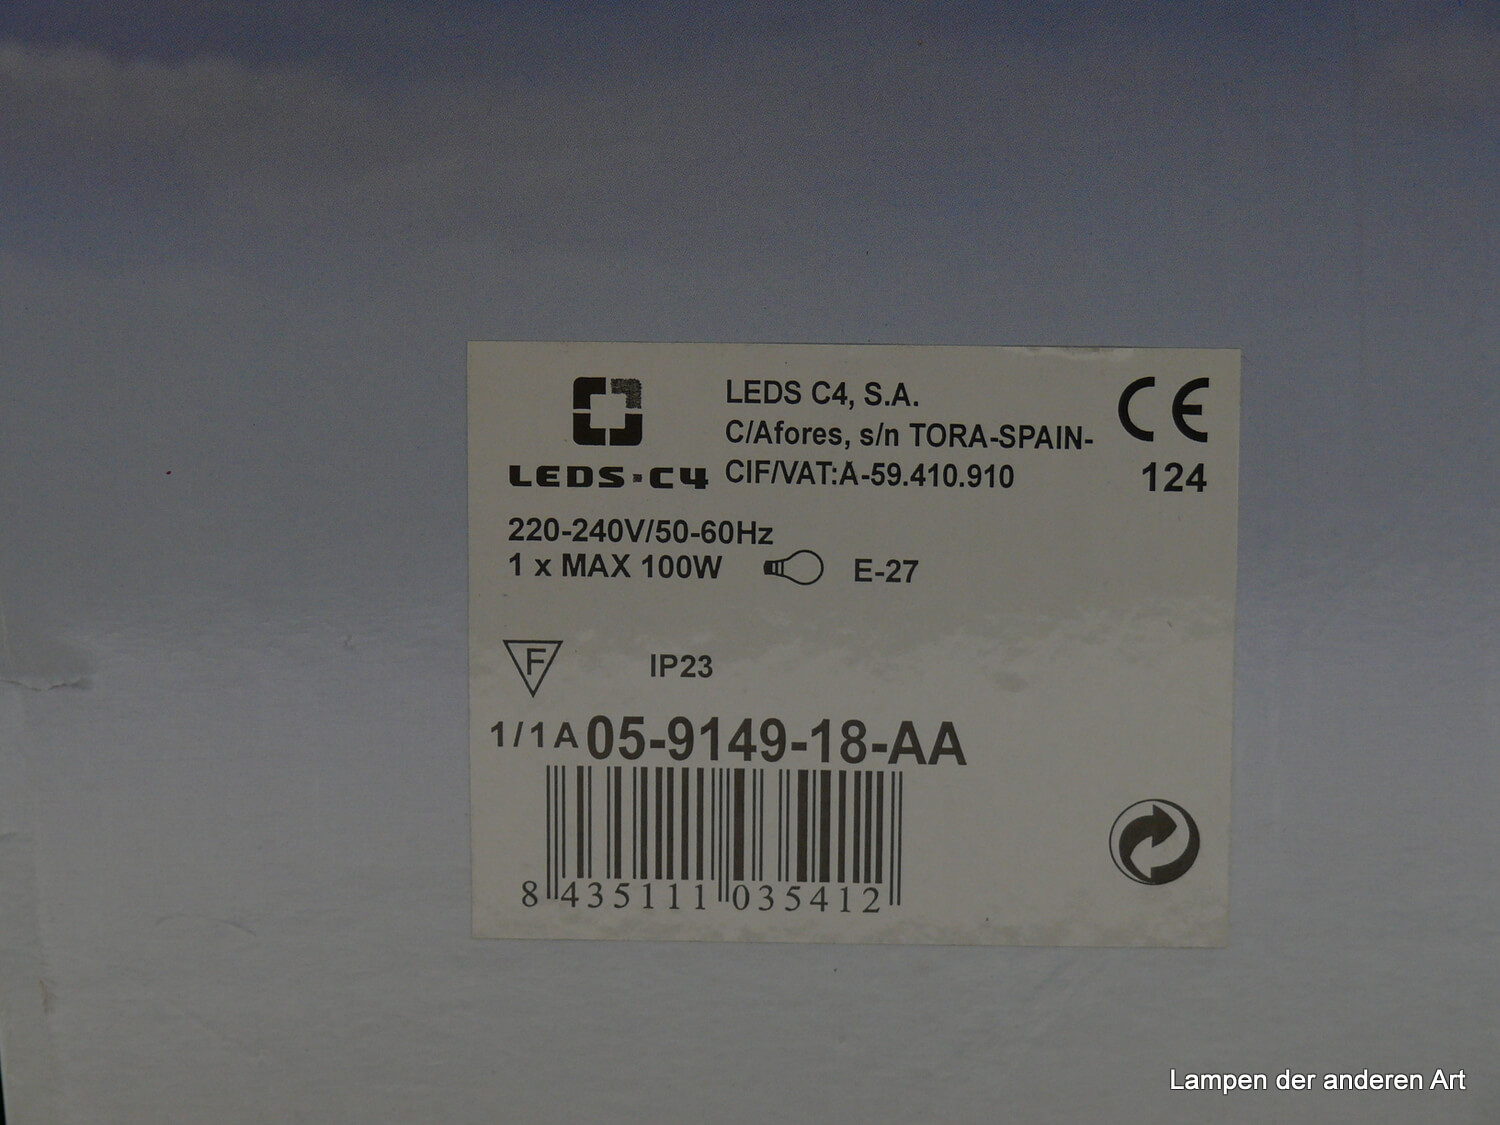 LEDS-C4
LEDS C4, S.A.
C/Afores, s/n TORA-SPAIN-
CIF/VAT:A-59.410.910
CE
124
220-240V/50-60Hz
1 x MAX 100W E-27
F IP23
1/1A 05-9149-18-AA
8 435111 035412
Lampen der anderen Art